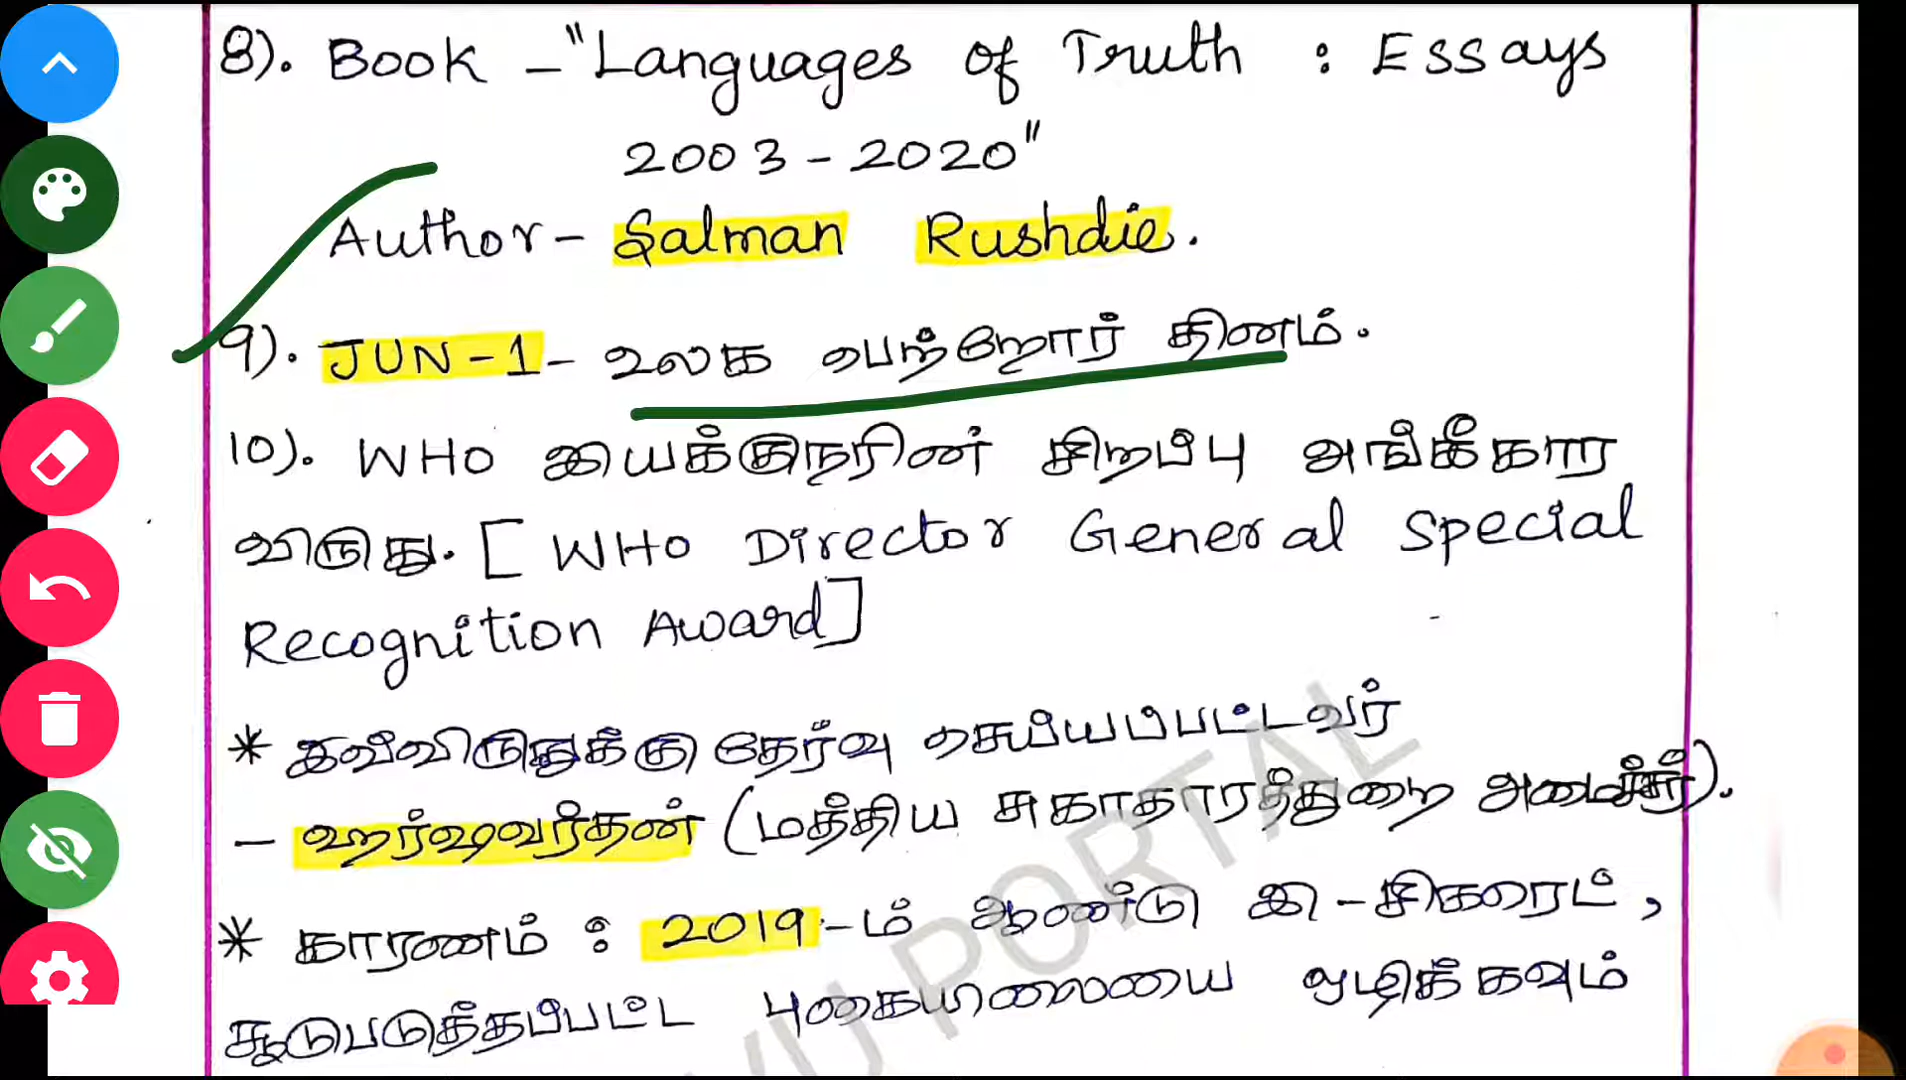 8). Book - "Languages of Truth : Essays
2003 - 2020"
Author - Salman Rushdie.
9). JUN - 1 - உலக பெற்றோர் தினம்.
10). WHO இயக்குநரின் சிறப்பு அங்கீகார
விருது. [ WHO Director General Special
Recognition Award]
* இவ்விருதுக்கு தேர்வு செய்யப்பட்டவர்
- ஹர்ஷவர்தன் (மத்திய சுகாதாரத்துறை அமைச்சர்).
* காரணம் : 2019 -ம் ஆண்டு இ - சிகரெட்,
சூடுபடுத்தப்பட்ட புகையிலையை ஒழிக்கவும்
PORTAL